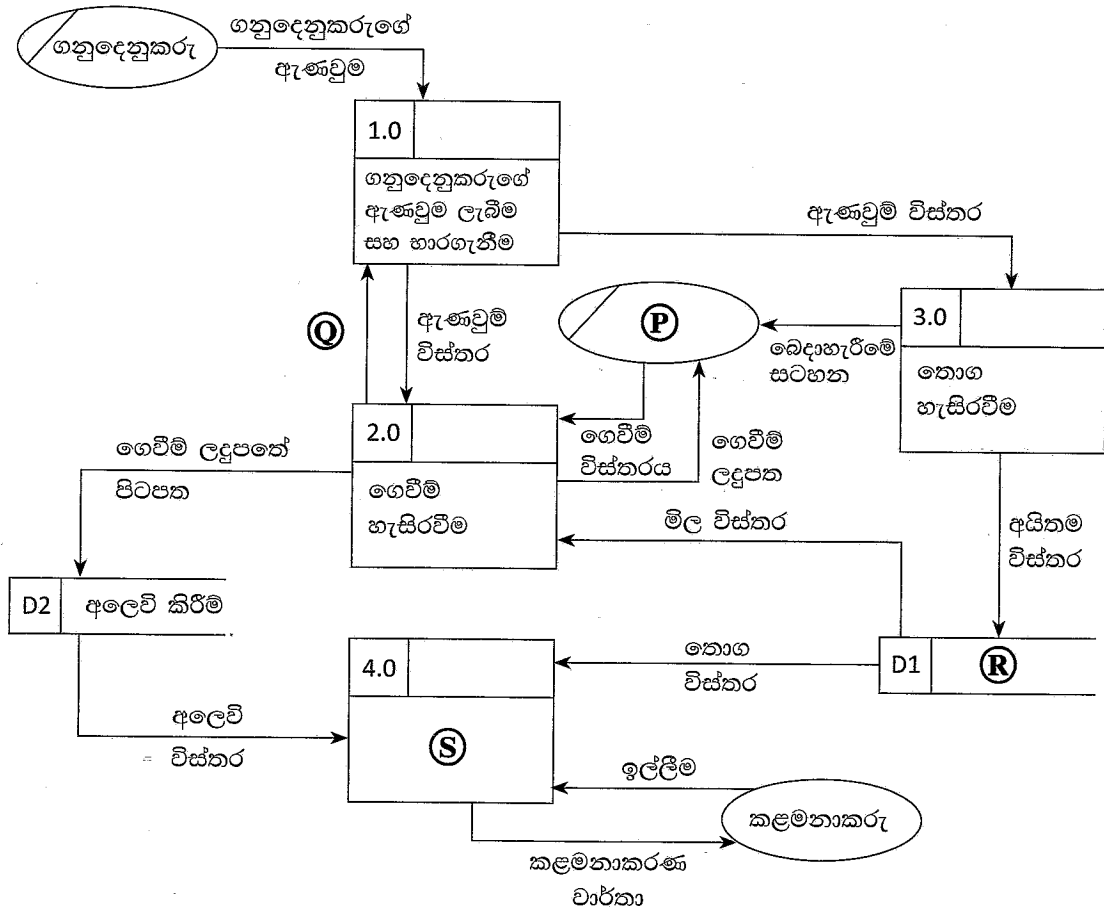 ගනුදෙනුකරු
ගනුදෙනුකරුගේ
ඇණවුම
1.0
ගනුදෙනුකරුගේ
ඇණවුම ලැබීම
සහ භාරගැනීම
ඇණවුම් විස්තර
Q
ඇණවුම්
විස්තර
P
බෙදාහැරීමේ
සටහන
3.0
තොග
හැසිරවීම
ගෙවීම් ලදුපතේ
පිටපත
2.0
ගෙවීම්
හැසිරවීම
ගෙවීම්
විස්තරය
ගෙවීම්
ලදුපත
මිල විස්තර
අයිතම
විස්තර
D2
අලෙවි කිරීම්
4.0
S
තොග
විස්තර
D1
R
අලෙවි
විස්තර
ඉල්ලීම
කළමනාකරු
කළමනාකරණ
වාර්තා